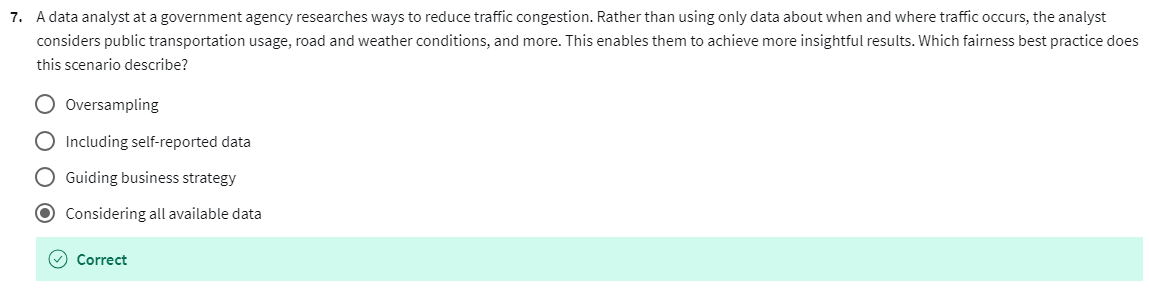 7. A data analyst at a government agency researches ways to reduce traffic congestion. Rather than using only data about when and where traffic occurs, the analyst
considers public transportation usage, road and weather conditions, and more. This enables them to achieve more insightful results. Which fairness best practice does
this scenario describe?
Oversampling
Including self-reported data
Guiding business strategy
Considering all available data
Correct